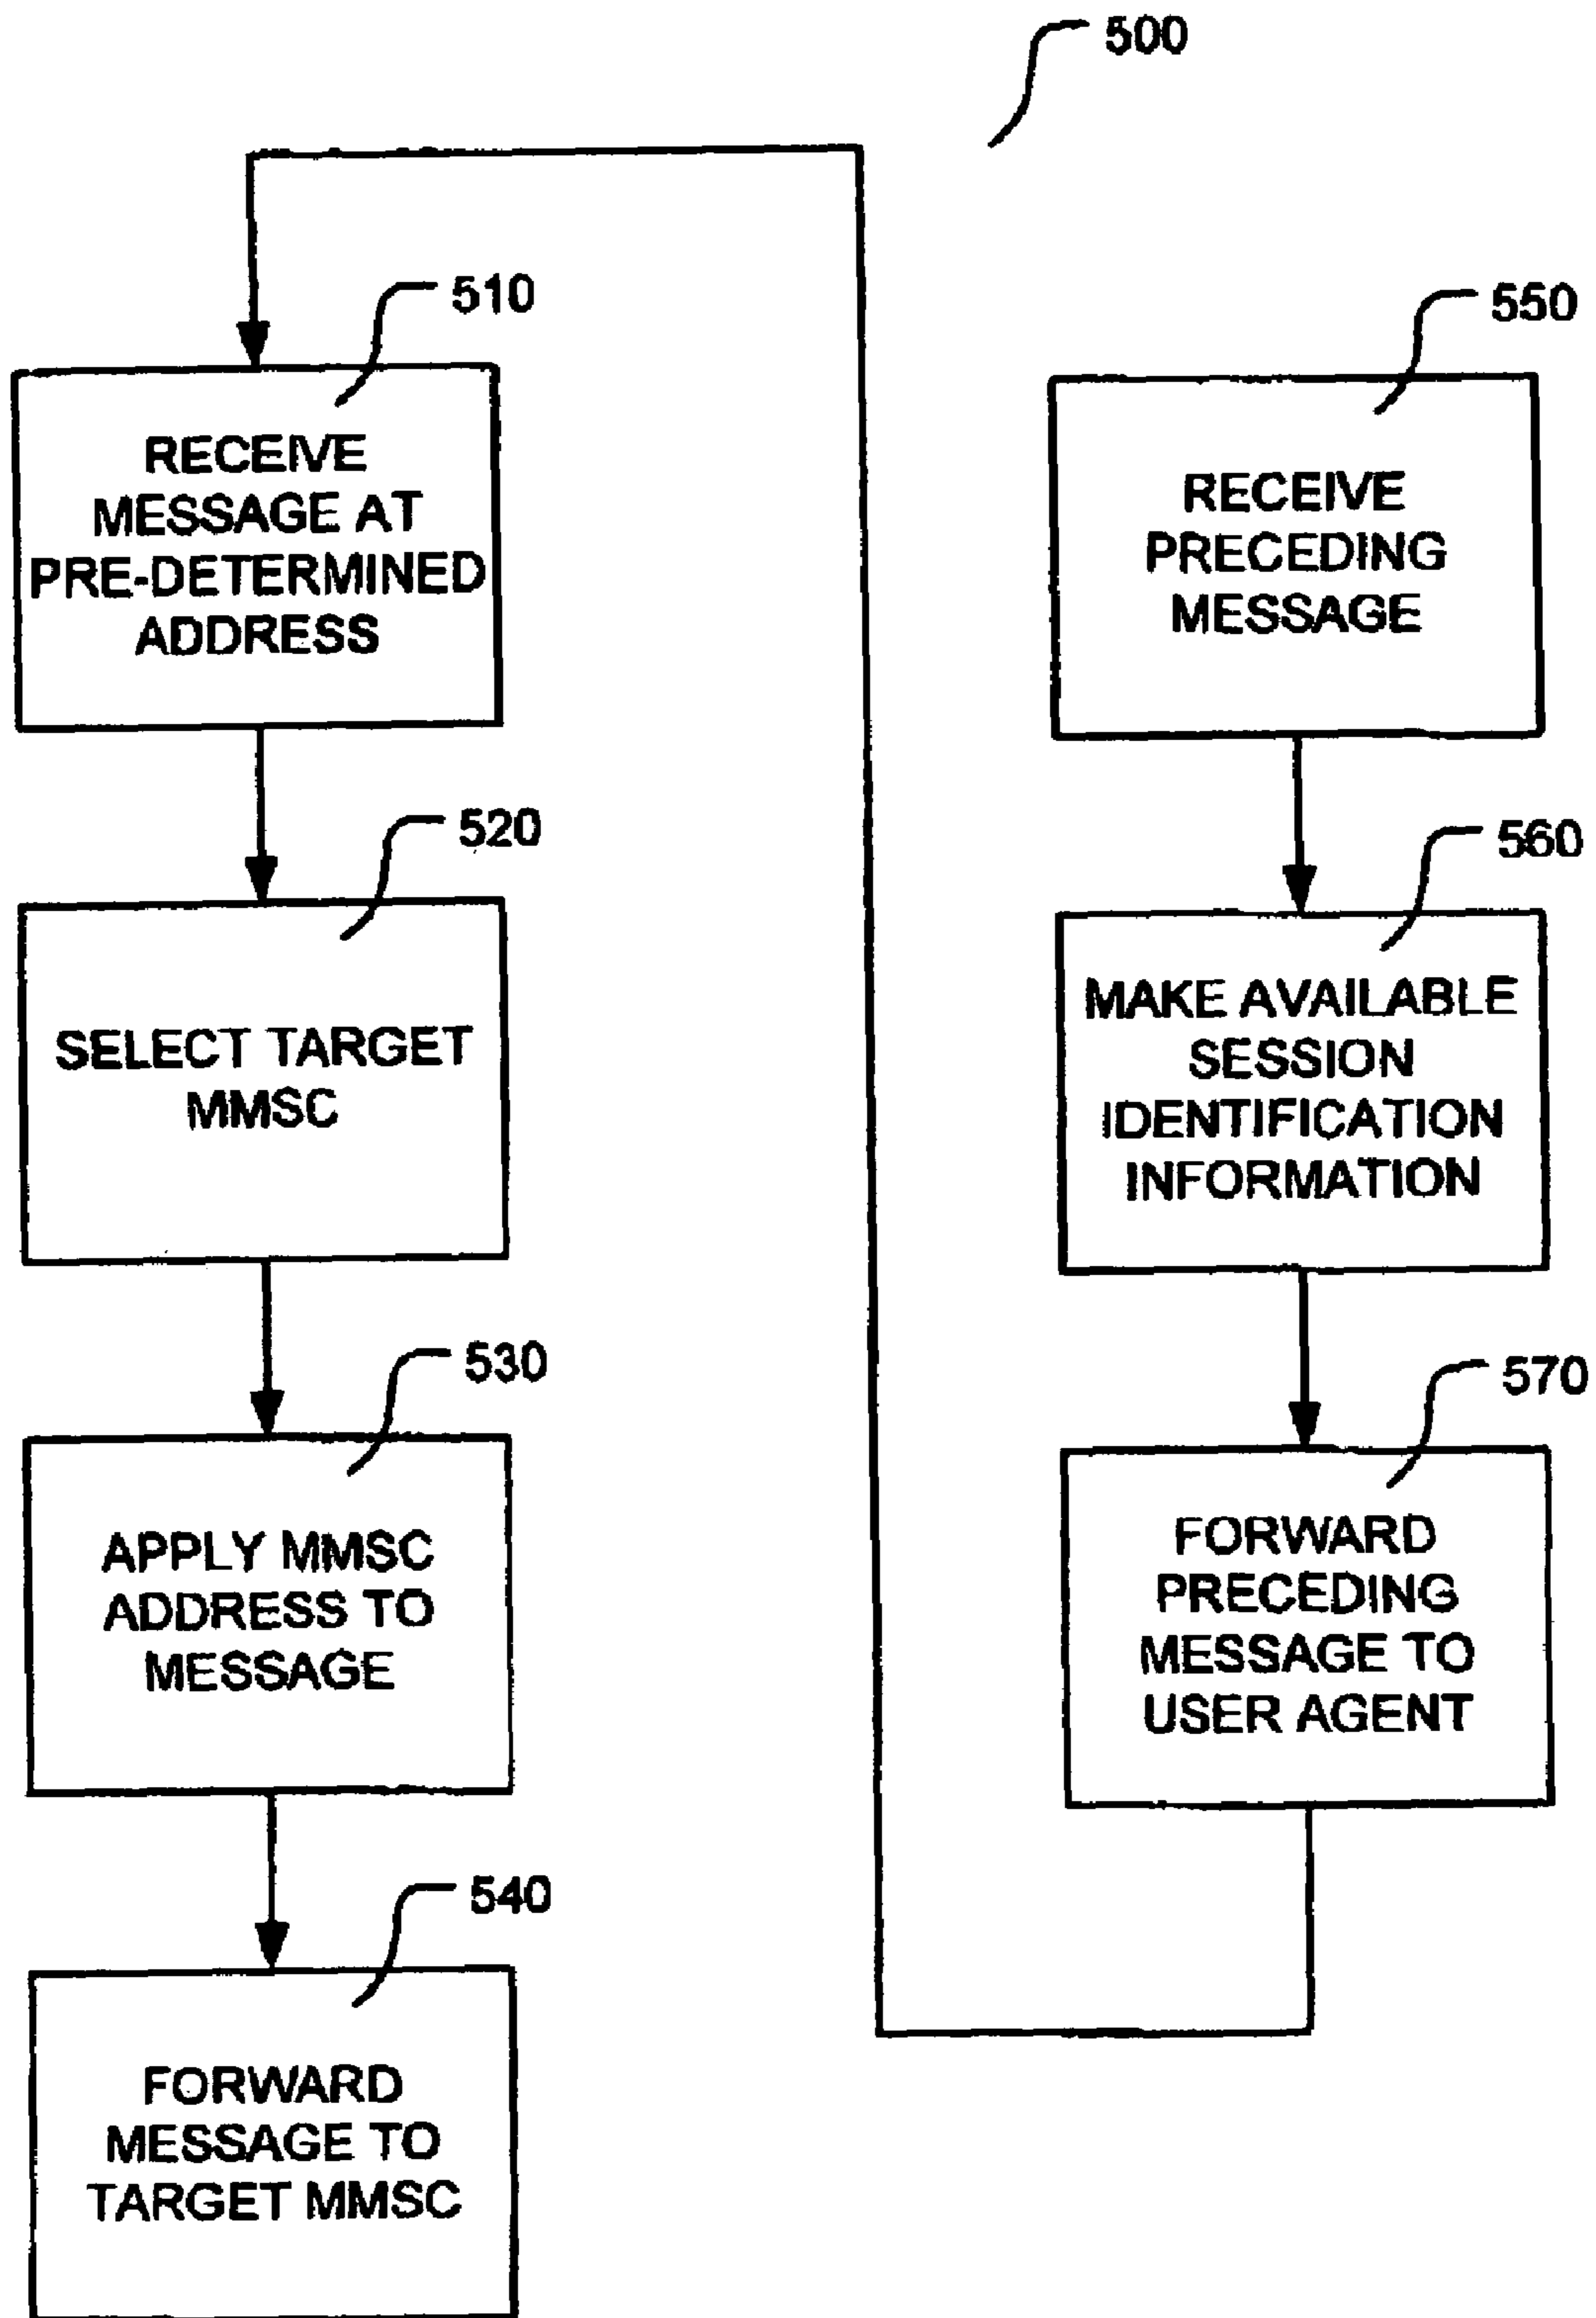 500
510
RECEIVE
MESSAGE AT
PRE-DETERMINED
ADDRESS
520
SELECT TARGET
MMSC
530
APPLY MMSC
ADDRESS TO
MESSAGE
540
FORWARD
MESSAGE TO
TARGET MMSC
550
RECEIVE
PRECEDING
MESSAGE
560
MAKE AVAILABLE
SESSION
IDENTIFICATION
INFORMATION
570
FORWARD
PRECEDING
MESSAGE TO
USER AGENT